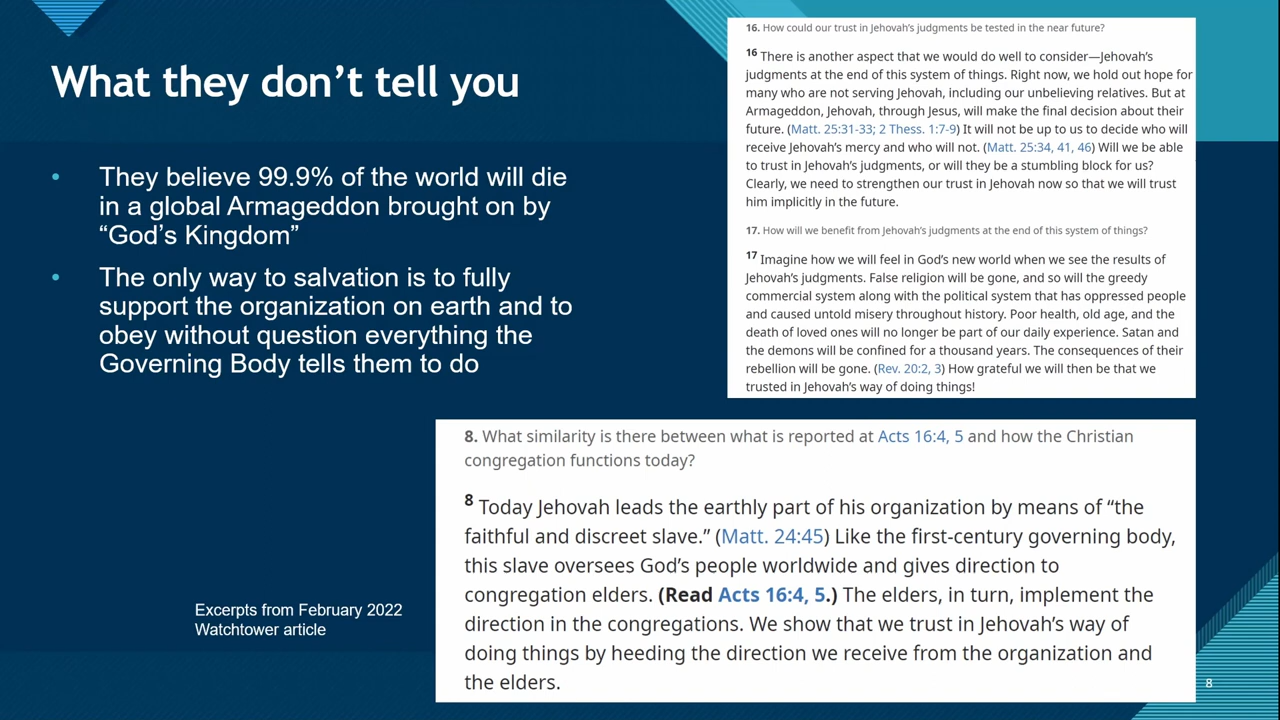 What they don’t tell you
• They believe 99.9% of the world will die
in a global Armageddon brought on by
“God’s Kingdom”
• The only way to salvation is to fully
support the organization on earth and to
obey without question everything the
Governing Body tells them to do
16. How could our trust in Jehovah’s judgments be tested in the near future?
16 There is another aspect that we would do well to consider—Jehovah’s
judgments at the end of this system of things. Right now, we hold out hope for
many who are not serving Jehovah, including our unbelieving relatives. But at
Armageddon, Jehovah, through Jesus, will make the final decision about their
future. (Matt. 25:31-33; 2 Thess. 1:7-9) It will not be up to us to decide who will
receive Jehovah’s mercy and who will not. (Matt. 25:34, 41, 46) Will we be able
to trust in Jehovah’s judgments, or will they be a stumbling block for us?
Clearly, we need to strengthen our trust in Jehovah now so that we will trust
him implicitly in the future.
17. How will we benefit from Jehovah’s judgments at the end of this system of things?
17 Imagine how we will feel in God’s new world when we see the results of
Jehovah’s judgments. False religion will be gone, and so will the greedy
commercial system along with the political system that has oppressed people
and caused untold misery throughout history. Poor health, old age, and the
death of loved ones will no longer be part of our daily experience. Satan and
the demons will be confined for a thousand years. The consequences of their
rebellion will be gone. (Rev. 20:2, 3) How grateful we will then be that we
trusted in Jehovah’s way of doing things!
8. What similarity is there between what is reported at Acts 16:4, 5 and how the Christian
congregation functions today?
8 Today Jehovah leads the earthly part of his organization by means of “the
faithful and discreet slave.” (Matt. 24:45) Like the first-century governing body,
this slave oversees God’s people worldwide and gives direction to
congregation elders. (Read Acts 16:4, 5.) The elders, in turn, implement the
direction in the congregations. We show that we trust in Jehovah’s way of
doing things by heeding the direction we receive from the organization and
the elders.
Excerpts from February 2022
Watchtower article
8